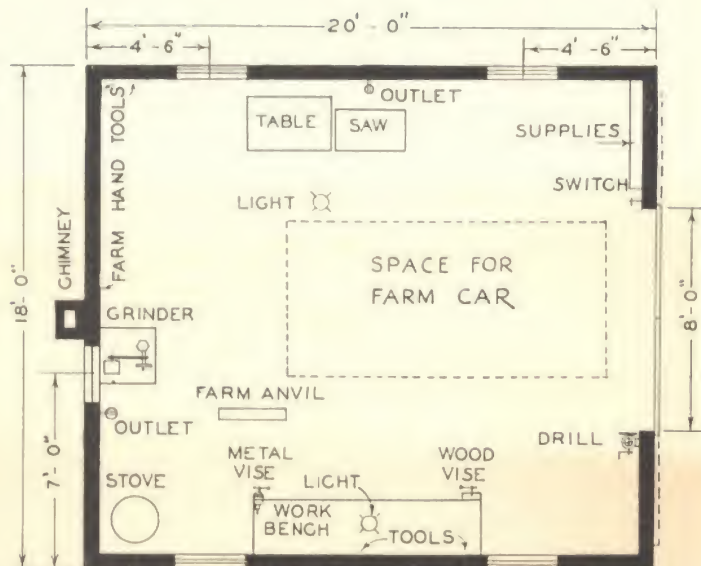 20'-0"
4'-6"
4'-6"
OUTLET
TABLE
SAW
SUPPLIES
FARM HAND TOOLS
SWITCH
LIGHT
CHIMNEY
SPACE FOR
FARM CAR
18'-0"
8'-0"
GRINDER
FARM ANVIL
OUTLET
DRILL
7'-0"
METAL
VISE
WOOD
VISE
STOVE
LIGHT
WORK
BENCH
TOOLS